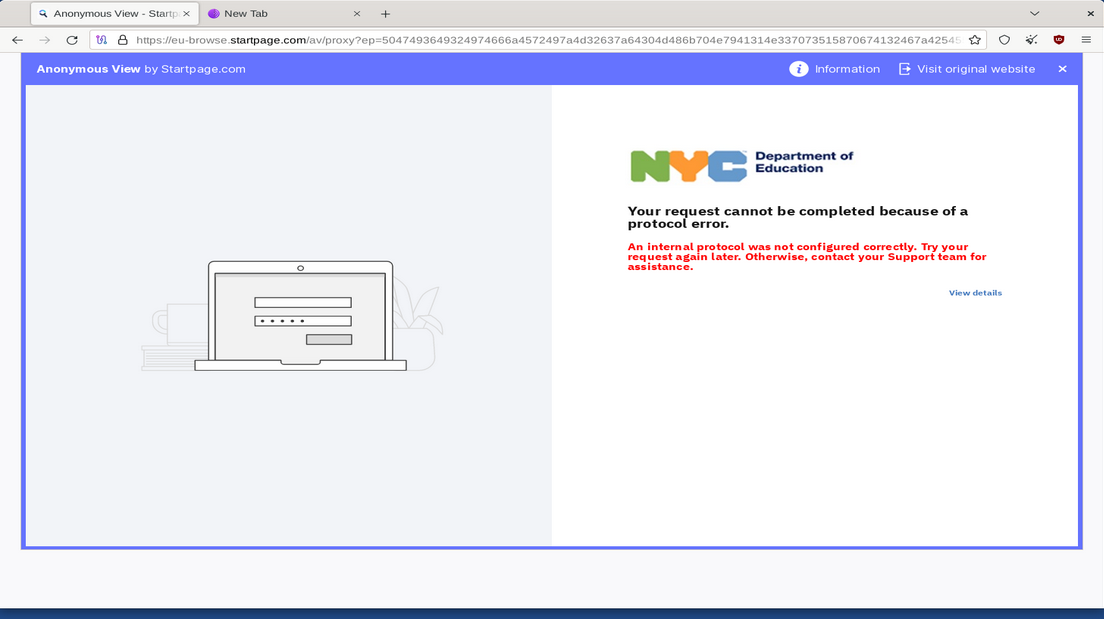 Anonymous View - Startp
New Tab
https://eu-browse.startpage.com/av/proxy?ep=5047493649324974666a4572497a4d32637a64304d486b704e7941314e3370735158706741324 67a42545
Anonymous View by Startpage.com
Information
Visit original website
NYC
Department of
Education
Your request cannot be completed because of a
protocol error.
An internal protocol was not configured correctly. Try your
request again later. Otherwise, contact your Support team for
assistance.
View details